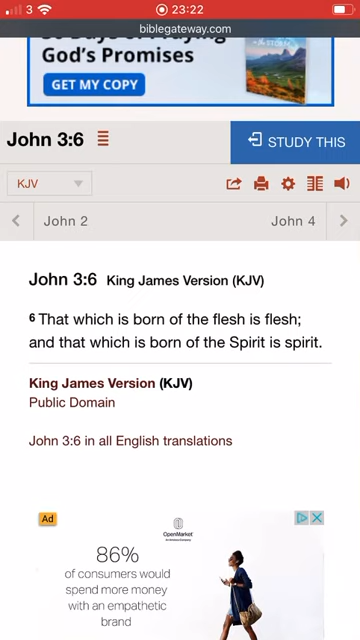 3
23:22
biblegateway.com
God's Promises
GET MY COPY
John 3:6
STUDY THIS
KJV
John 2
John 4
John 3:6 King James Version (KJV)
6 That which is born of the flesh is flesh;
and that which is born of the Spirit is spirit.
King James Version (KJV)
Public Domain
John 3:6 in all English translations
Ad
OpenMarket
86%
of consumers would
spend more money
with an empathetic
brand